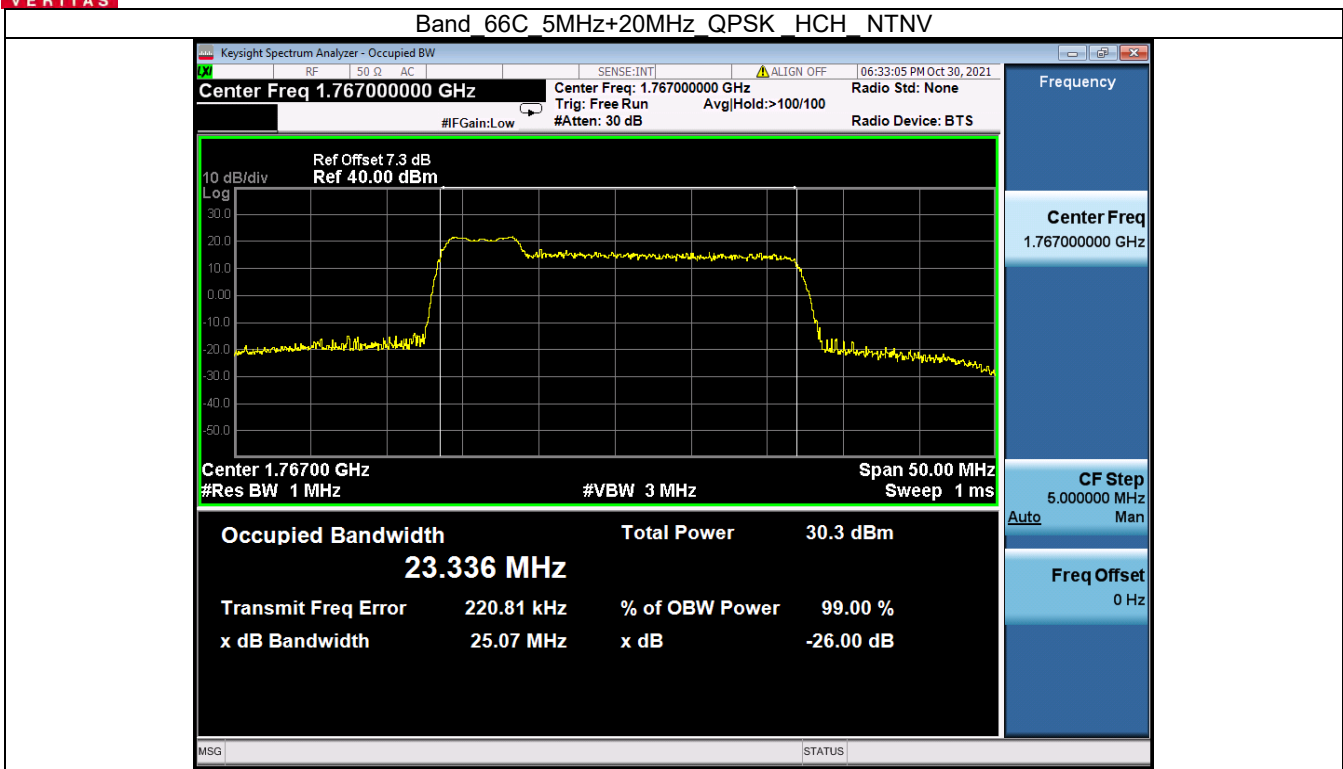 VERITAS
Band_66C_5MHz+20MHz_QPSK _HCH_ NTNV
Keysight Spectrum Analyzer - Occupied BW
LXI RF 50 Ω AC SENSE:INT ALIGN OFF 06:33:05 PM Oct 30, 2021
Center Freq 1.767000000 GHz
Center Freq: 1.767000000 GHz
Radio Std: None
Trig: Free Run Avg|Hold:>100/100
#IFGain:Low #Atten: 30 dB
Radio Device: BTS
Ref Offset 7.3 dB
10 dB/div Ref 40.00 dBm
Log
30.0
20.0
10.0
0.00
-10.0
-20.0
-30.0
-40.0
-50.0
Center 1.76700 GHz Span 50.00 MHz
#Res BW 1 MHz #VBW 3 MHz Sweep 1 ms
Occupied Bandwidth Total Power 30.3 dBm
23.336 MHz
Transmit Freq Error 220.81 kHz % of OBW Power 99.00 %
x dB Bandwidth 25.07 MHz x dB -26.00 dB
MSG STATUS
Frequency
Center Freq
1.767000000 GHz
CF Step
5.000000 MHz
Auto Man
Freq Offset
0 Hz